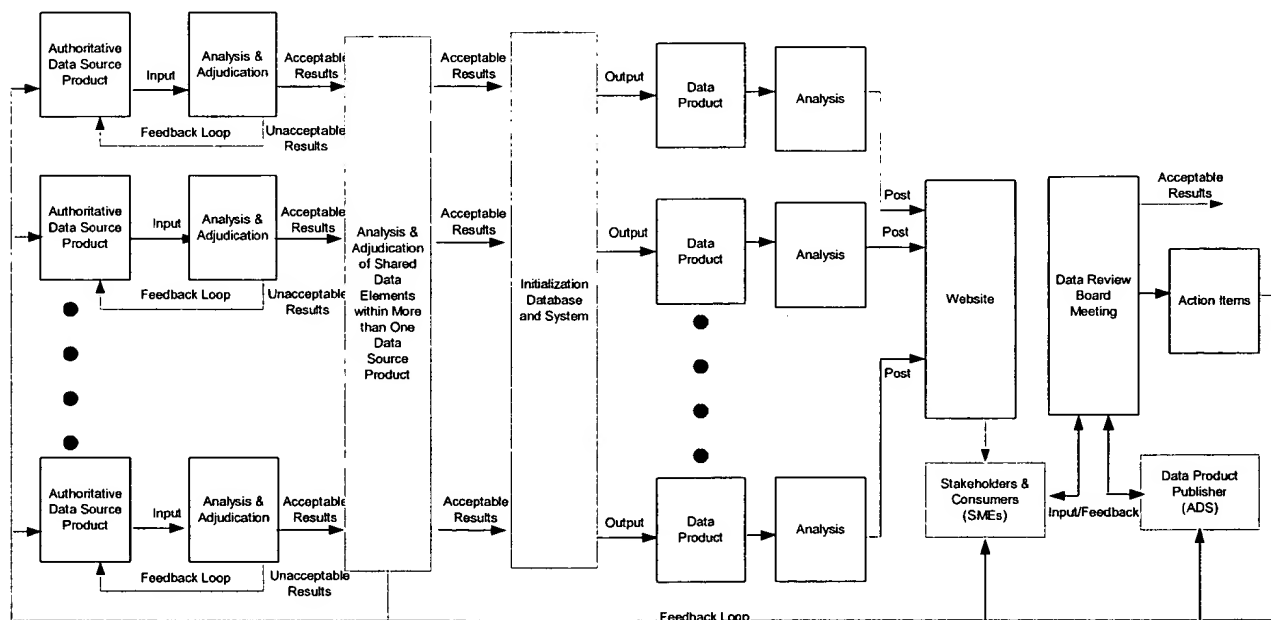 Authoritative
Data Source
Product
Input
Analysis &
Adjudication
Acceptable
Results
Feedback Loop
Unacceptable
Results
Acceptable
Results
Output
Data
Product
Analysis
Post
Authoritative
Data Source
Product
Input
Analysis &
Adjudication
Acceptable
Results
Feedback Loop
Unacceptable
Results
Analysis &
Adjudication
of Shared
Data
Elements
within More
than One
Data
Source
Product
Acceptable
Results
Initialization
Database
and System
Output
Data
Product
Analysis
Post
Website
Data Review
Board
Meeting
Acceptable
Results
Action Items
Post
Authoritative
Data Source
Product
Input
Analysis &
Adjudication
Acceptable
Results
Feedback Loop
Unacceptable
Results
Acceptable
Results
Output
Data
Product
Analysis
Stakeholders &
Consumers
(SMEs)
Input/Feedback
Data Product
Publisher
(ADS)
Feedback Loop